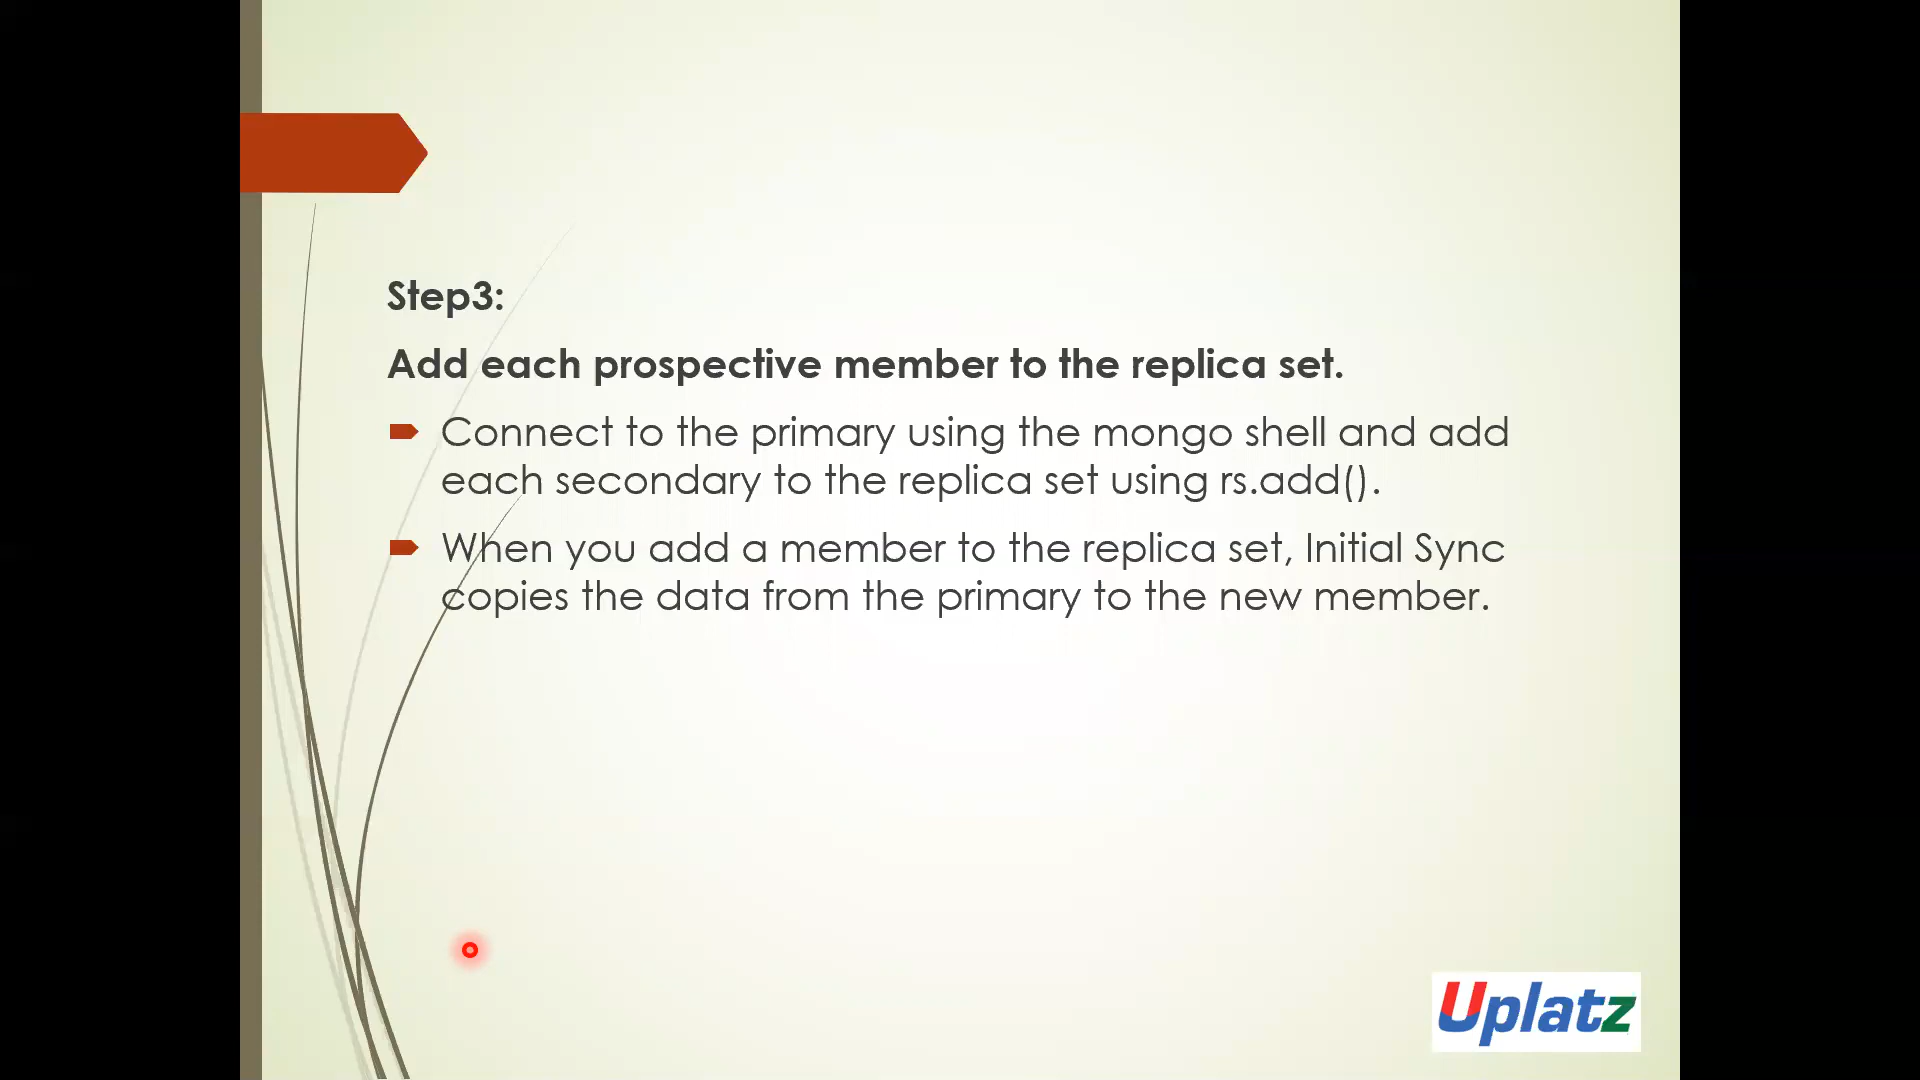 Step3:
Add each prospective member to the replica set.
Connect to the primary using the mongo shell and add
each secondary to the replica set using rs.add().
When you add a member to the replica set, Initial Sync
copies the data from the primary to the new member.
Uplatz